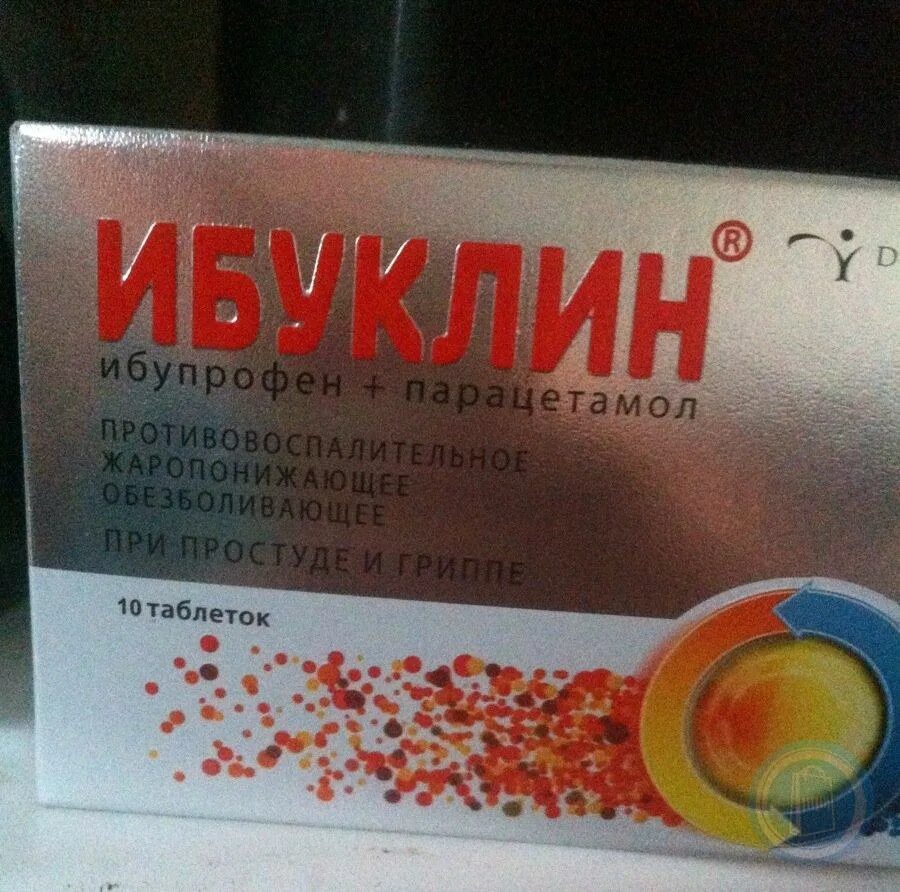 ИБУКЛИН®
D
ибупрофен + парацетамол
ПРОТИВОВОСПАЛИТЕЛЬНОЕ
ЖАРОПОНИЖАЮЩЕЕ
ОБЕЗБОЛИВАЮЩЕЕ
ПРИ ПРОСТУДЕ И ГРИППЕ
10 таблеток